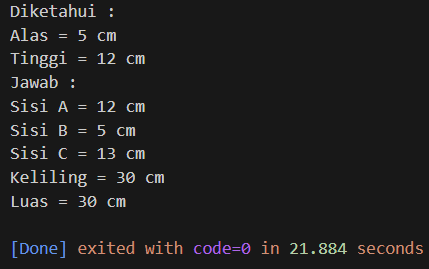 Diketahui :
Alas = 5 cm
Tinggi = 12 cm
Jawab :
Sisi A = 12 cm
Sisi B = 5 cm
Sisi C = 13 cm
Keliling = 30 cm
Luas = 30 cm
[Done] exited with code=0 in 21.884 seconds